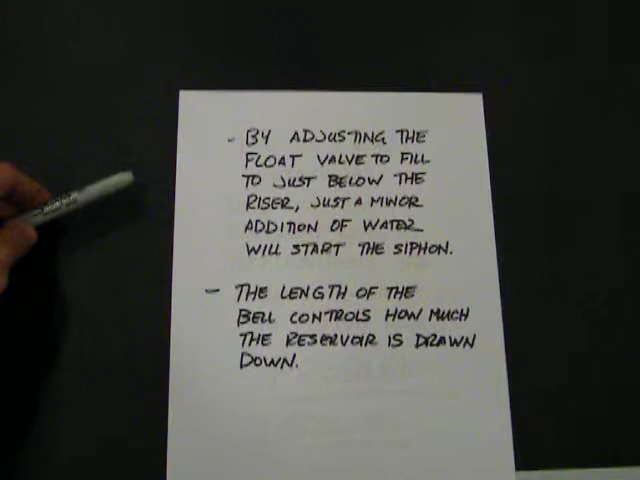 - BY ADJUSTING THE
FLOAT VALVE TO FILL
TO JUST BELOW THE
RISER, JUST A MINOR
ADDITION OF WATER
WILL START THE SIPHON.
- THE LENGTH OF THE
BELL CONTROLS HOW MUCH
THE RESERVOIR IS DRAWN
DOWN.